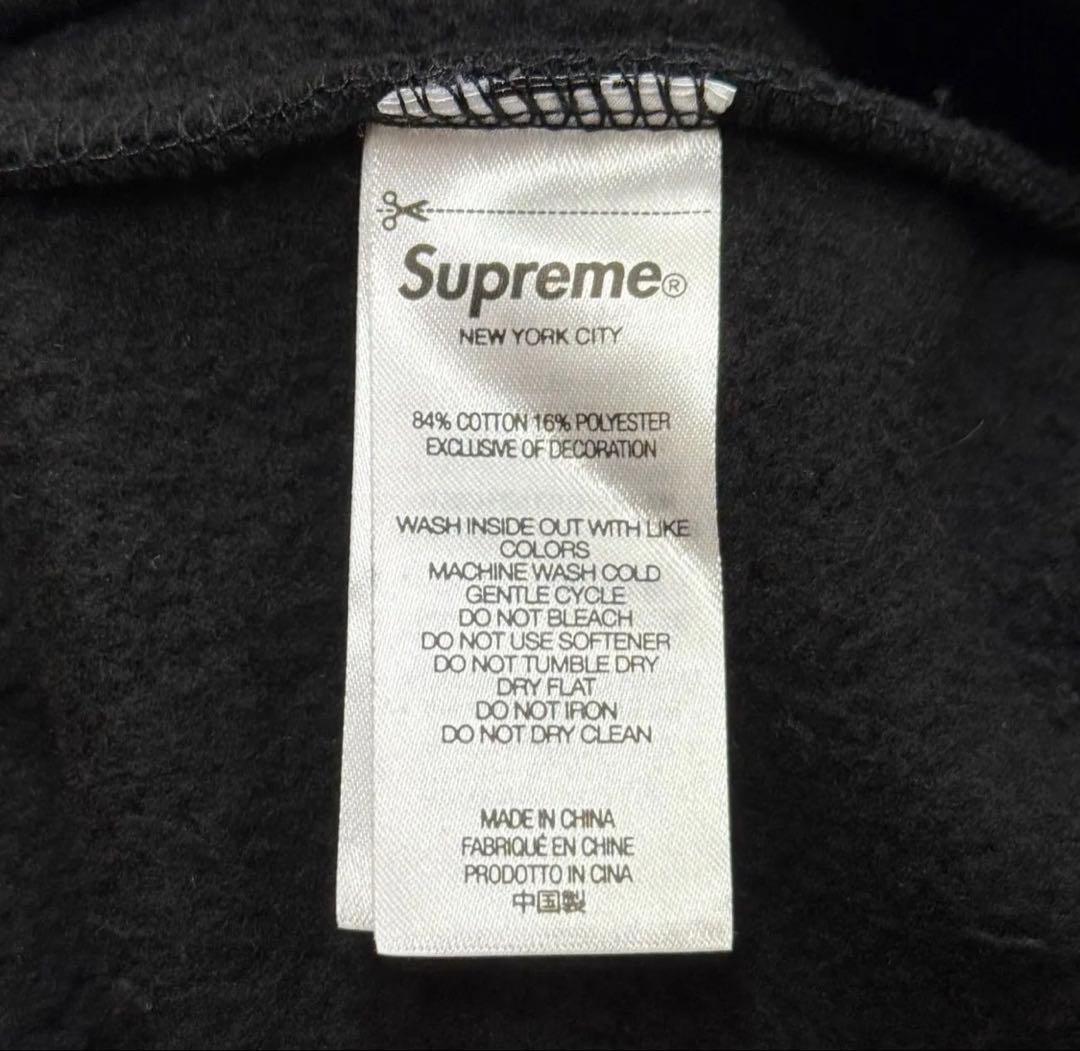 Supreme®
NEW YORK CITY
84% COTTON 16% POLYESTER
EXCLUSIVE OF DECORATION
WASH INSIDE OUT WITH LIKE
COLORS
MACHINE WASH COLD
GENTLE CYCLE
DO NOT BLEACH
DO NOT USE SOFTENER
DO NOT TUMBLE DRY
DRY FLAT
DO NOT IRON
DO NOT DRY CLEAN
MADE IN CHINA
FABRIQUÉ EN CHINE
PRODOTTO IN CINA
中国製